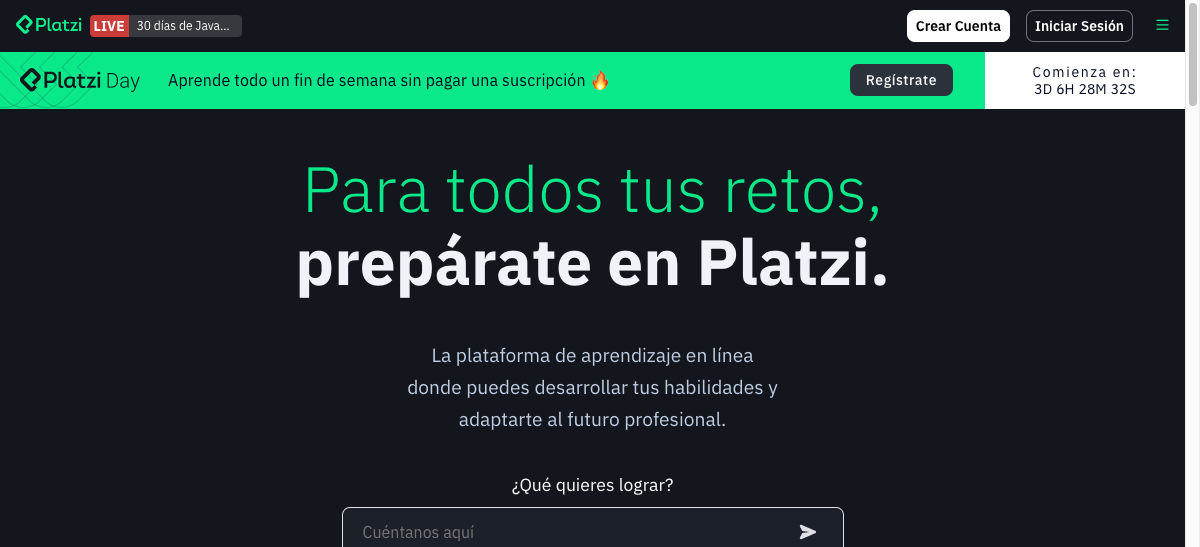 Platzi LIVE 30 días de Java... Crear Cuenta Iniciar Sesión
Platzi Day Aprende todo un fin de semana sin pagar una suscripción 🔥 Regístrate
Comienza en:
3D 6H 28M 32S
Para todos tus retos,
prepárate en Platzi.
La plataforma de aprendizaje en línea
donde puedes desarrollar tus habilidades y
adaptarte al futuro profesional.
¿Qué quieres lograr?
Cuéntanos aquí